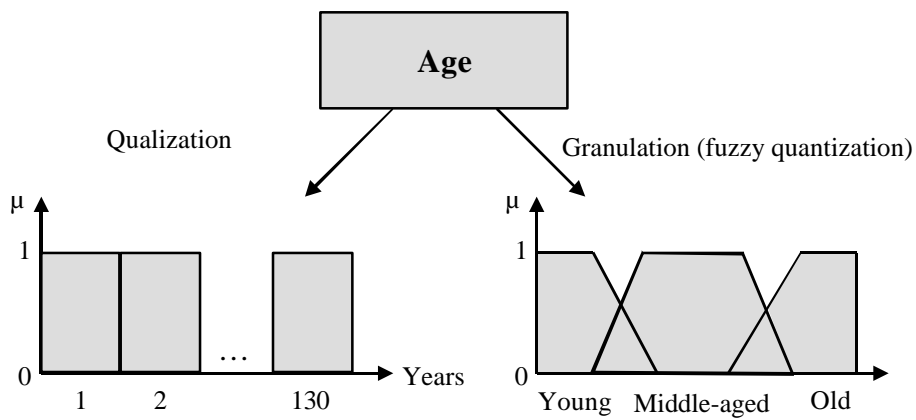 Age
Qualization
Granulation (fuzzy quantization)
µ
1
0
1
2
…
130
Years
µ
1
0
Young
Middle-aged
Old